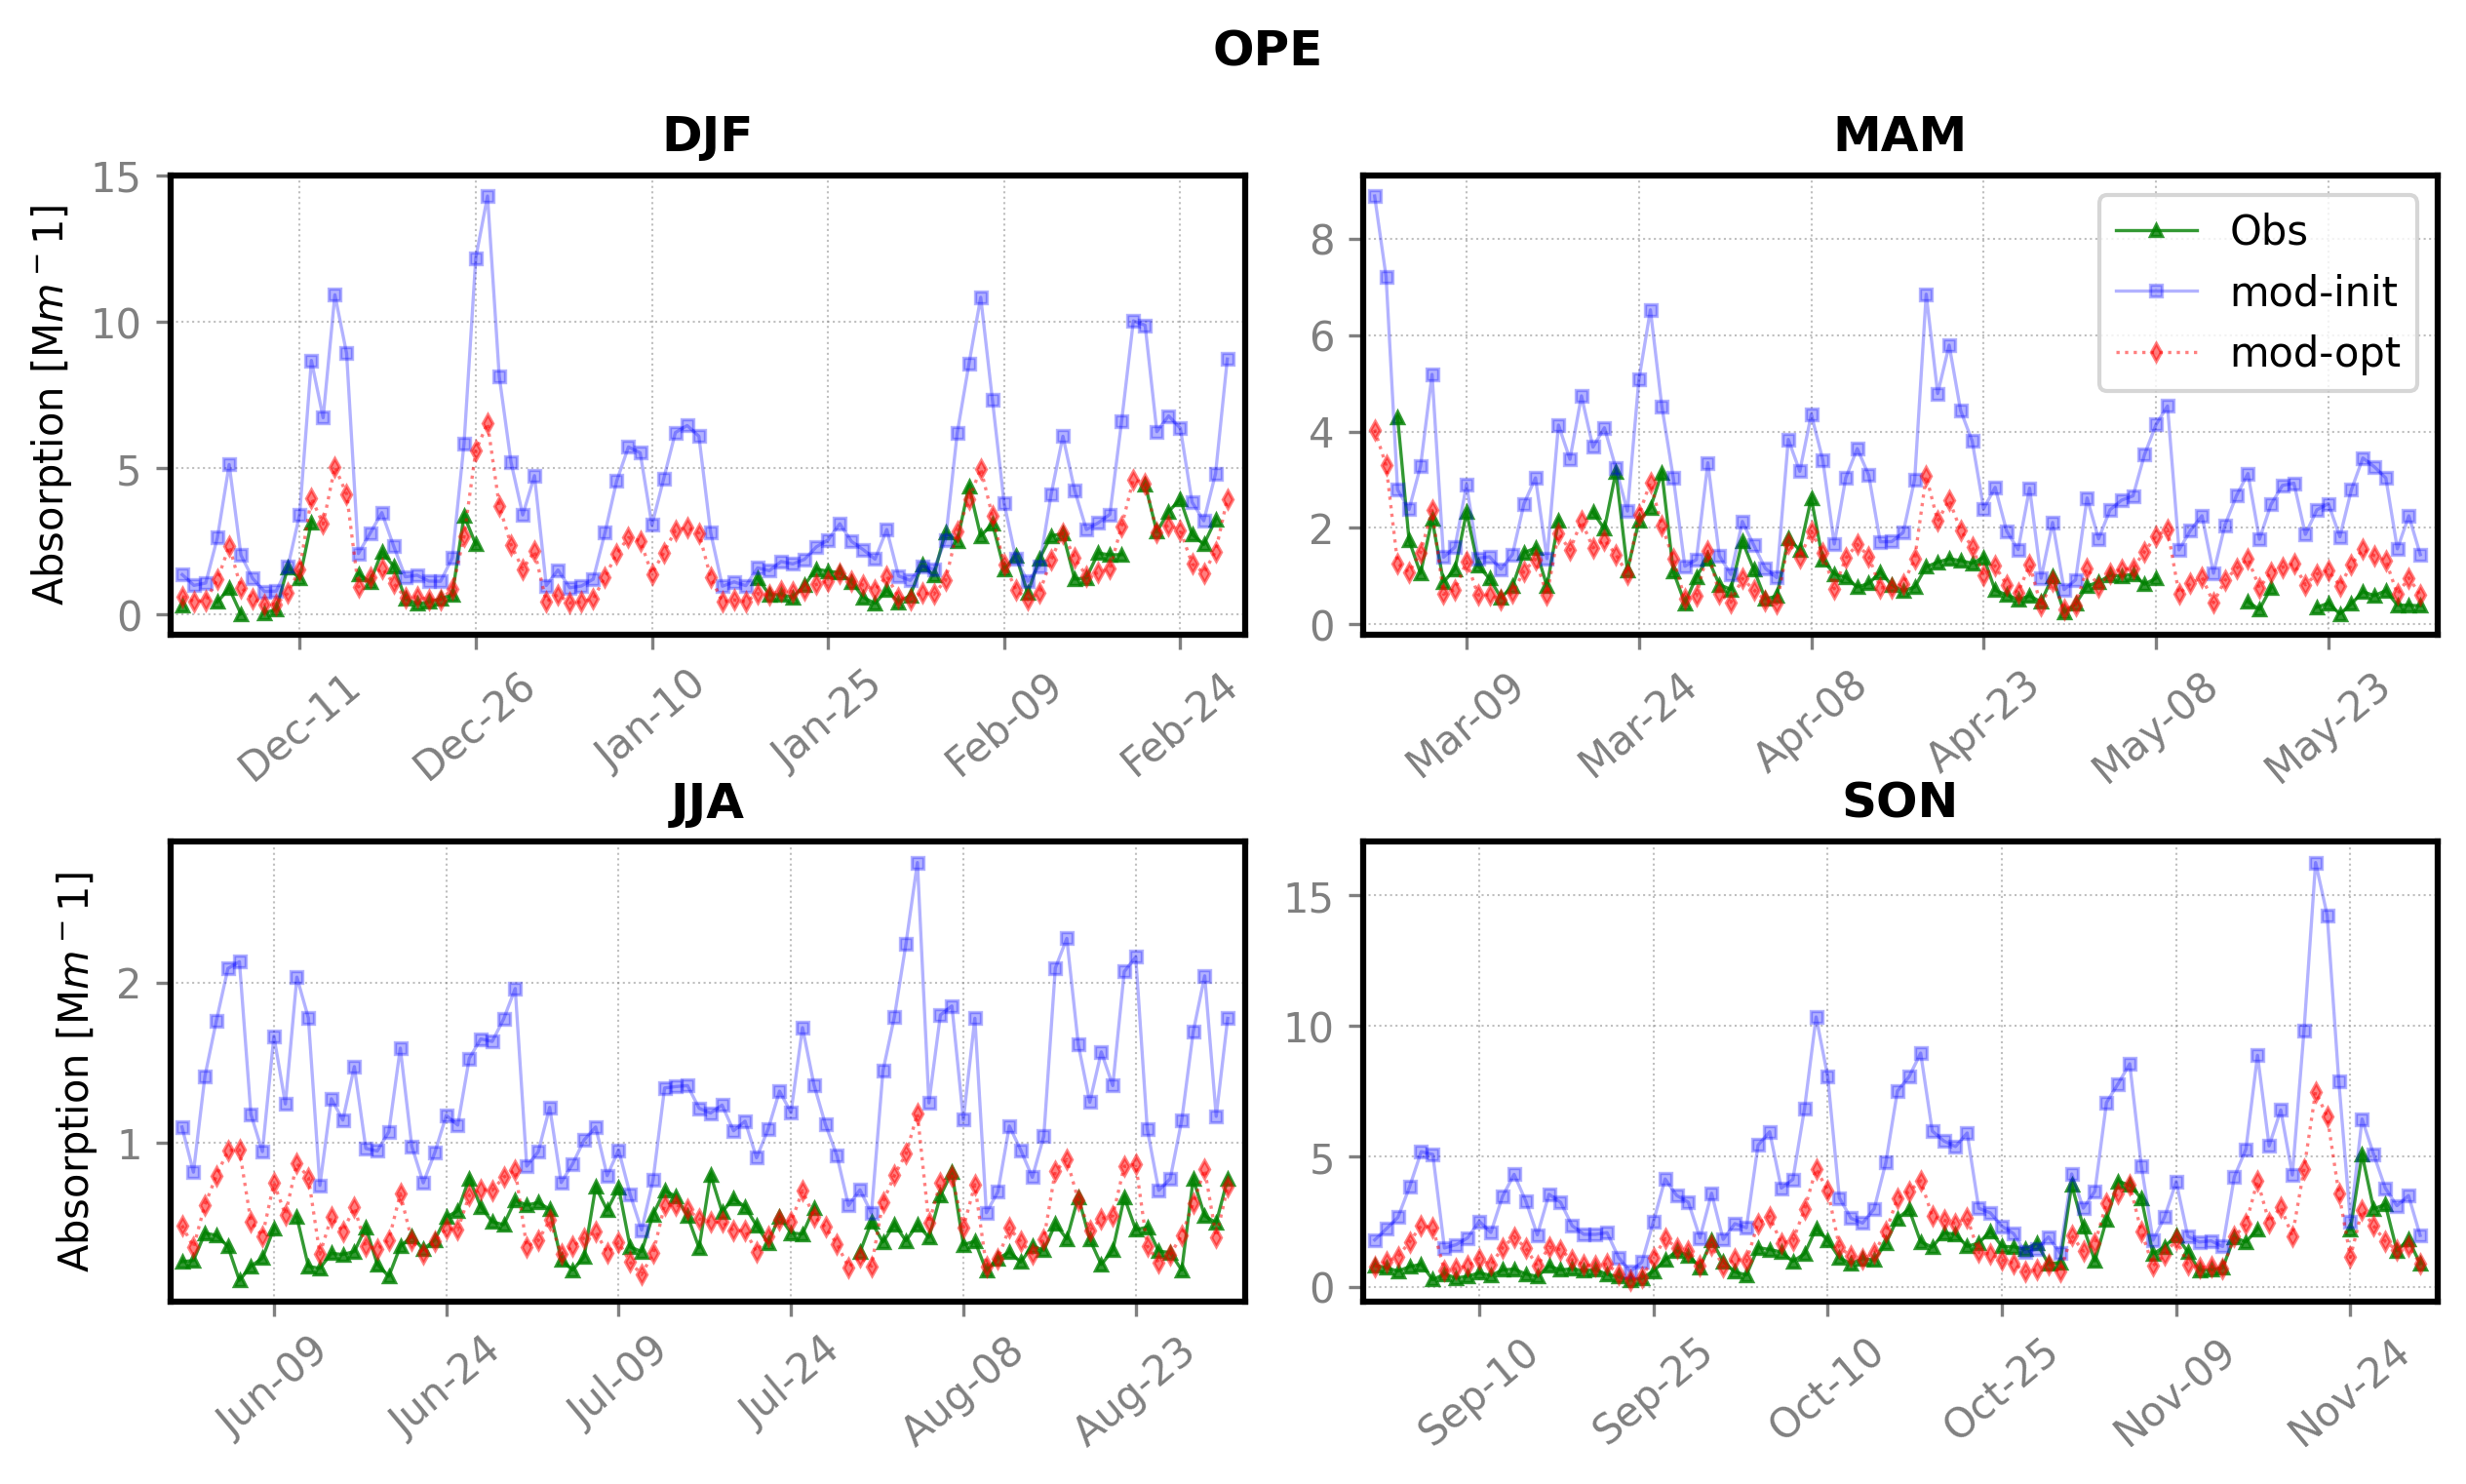 OPE
DJF
MAM
Absorption [Mm − 1]
15
10
5
0
8
6
4
2
0
Obs
mod-init
mod-opt
Dec-11
Dec-26
Jan-10
Jan-25
Feb-09
Feb-24
Mar-09
Mar-24
Apr-08
Apr-23
May-08
May-23
JJA
SON
Absorption [Mm − 1]
2
1
15
10
5
0
Jun-09
Jun-24
Jul-09
Jul-24
Aug-08
Aug-23
Sep-10
Sep-25
Oct-10
Oct-25
Nov-09
Nov-24